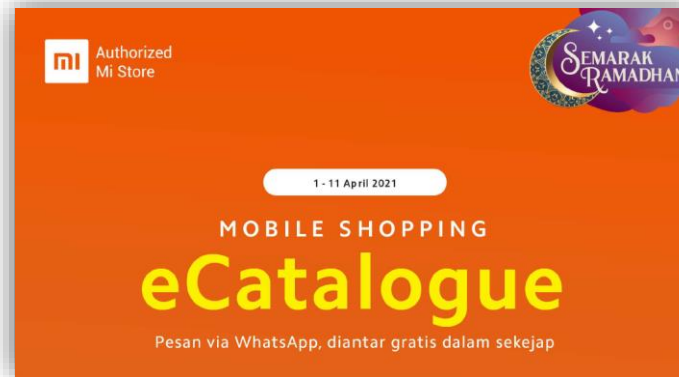 mi
Authorized
Mi Store
SEMARAK
RAMADHAN
1 - 11 April 2021
MOBILE SHOPPING
eCatalogue
Pesan via WhatsApp, diantar gratis dalam sekejap